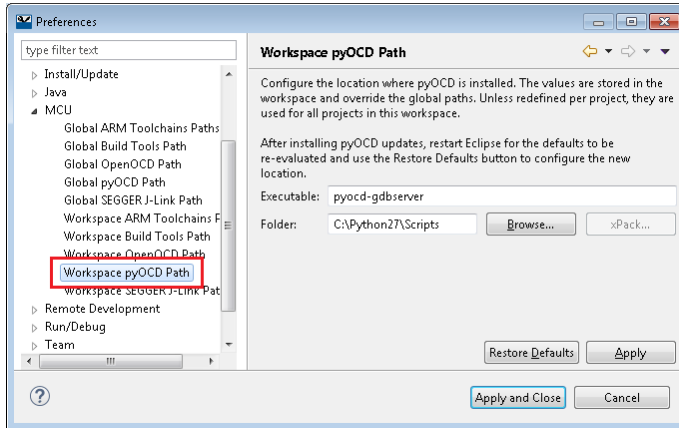 Preferences
type filter text
Install/Update
Java
MCU
Global ARM Toolchains Paths
Global Build Tools Path
Global OpenOCD Path
Global pyOCD Path
Global SEGGER J-Link Path
Workspace ARM Toolchains F
Workspace Build Tools Path
Workspace OpenOCD Path
Workspace pyOCD Path
Workspace SEGGER J-Link Pat
Remote Development
Run/Debug
Team
Workspace pyOCD Path
Configure the location where pyOCD is installed. The values are stored in the
workspace and override the global paths. Unless redefined per project, they are
used for all projects in this workspace.
After installing pyOCD updates, restart Eclipse for the defaults to be
re-evaluated and use the Restore Defaults button to configure the new
location.
Executable: pyocd-gdbserver
Folder: C:\Python27\Scripts Browse... xPack...
Restore Defaults Apply
Apply and Close Cancel